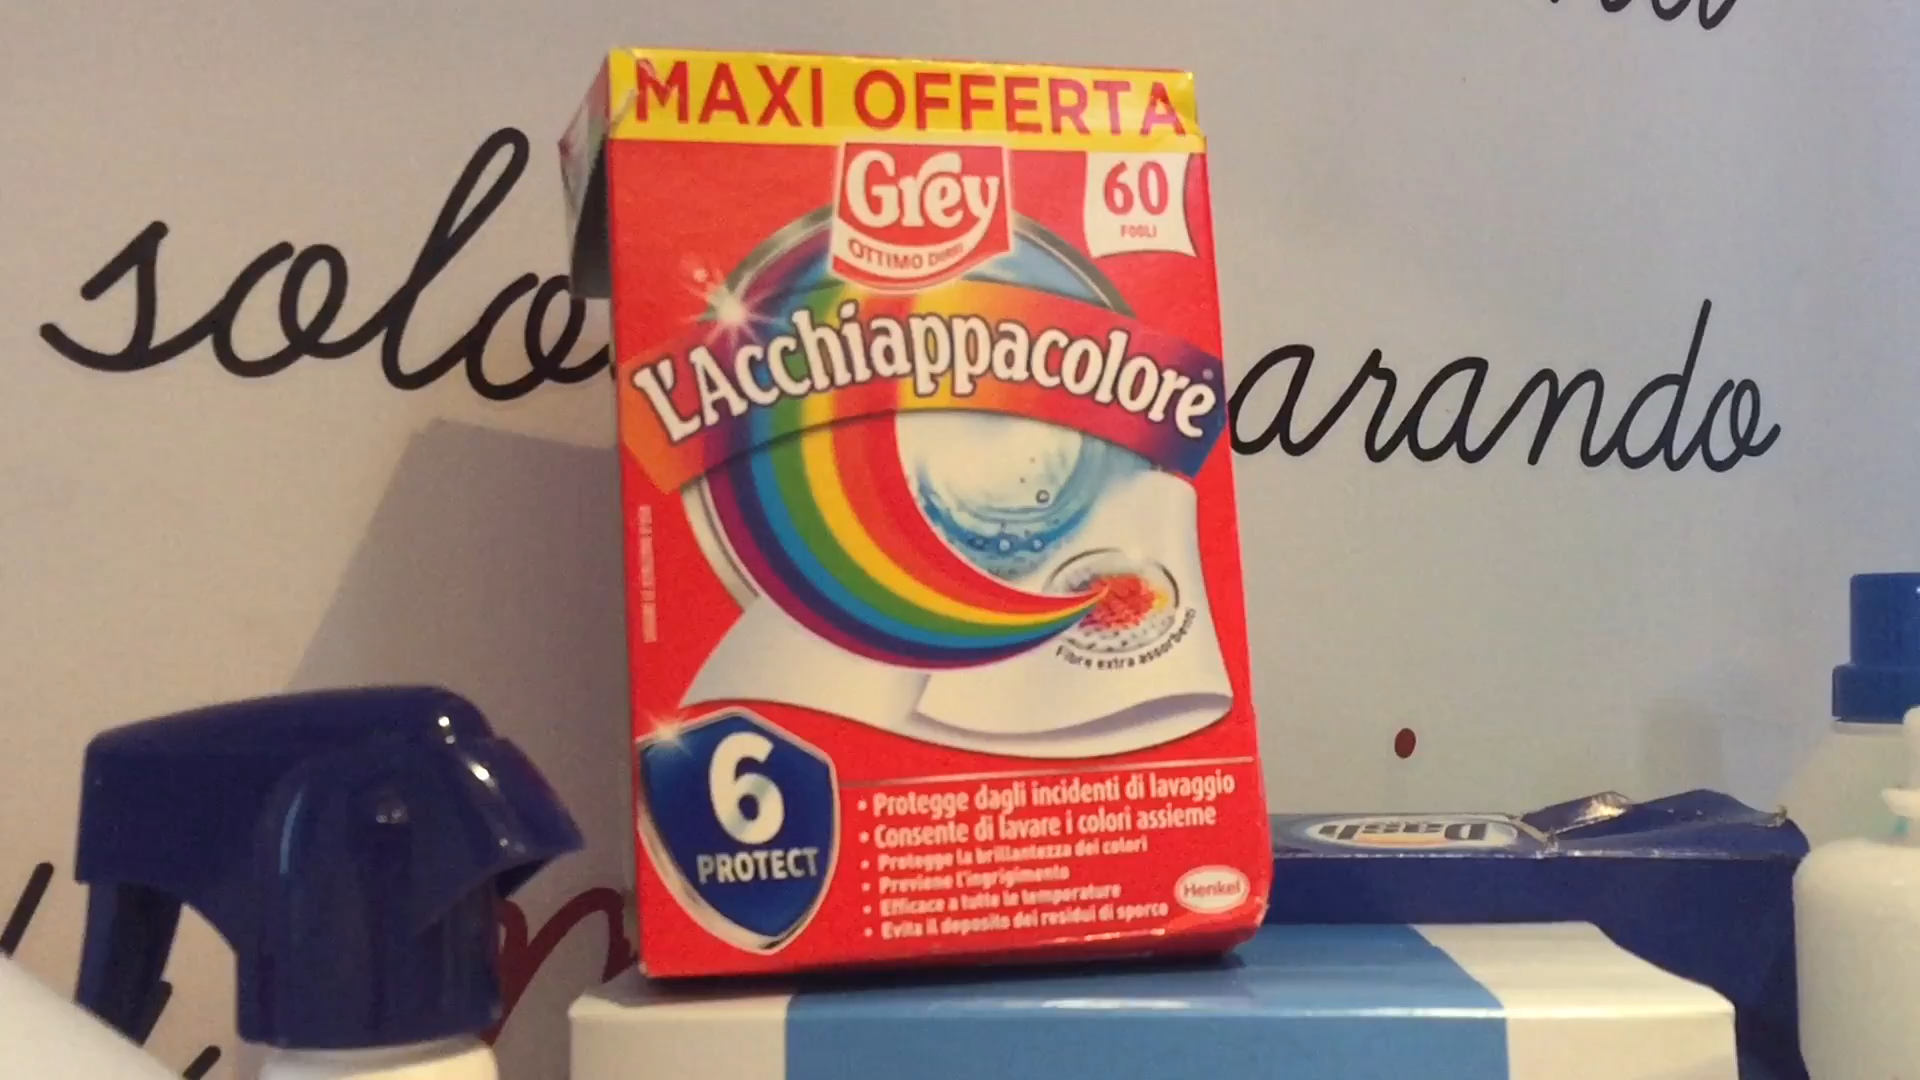 MAXI OFFERTA
Grey
OTTIMO
60
FOGLI
L'Acchiappacolore
solo
arando
Fibre extra assorbenti
6
PROTECT
• Protegge dagli incidenti di lavaggio
• Consente di lavare i colori assieme
• Protegge la brillantezza dei colori
• Previene l'ingrigimento
• Efficace a tutte le temperature
• Evita il deposito dei residui di sporco
Henkel
Dash